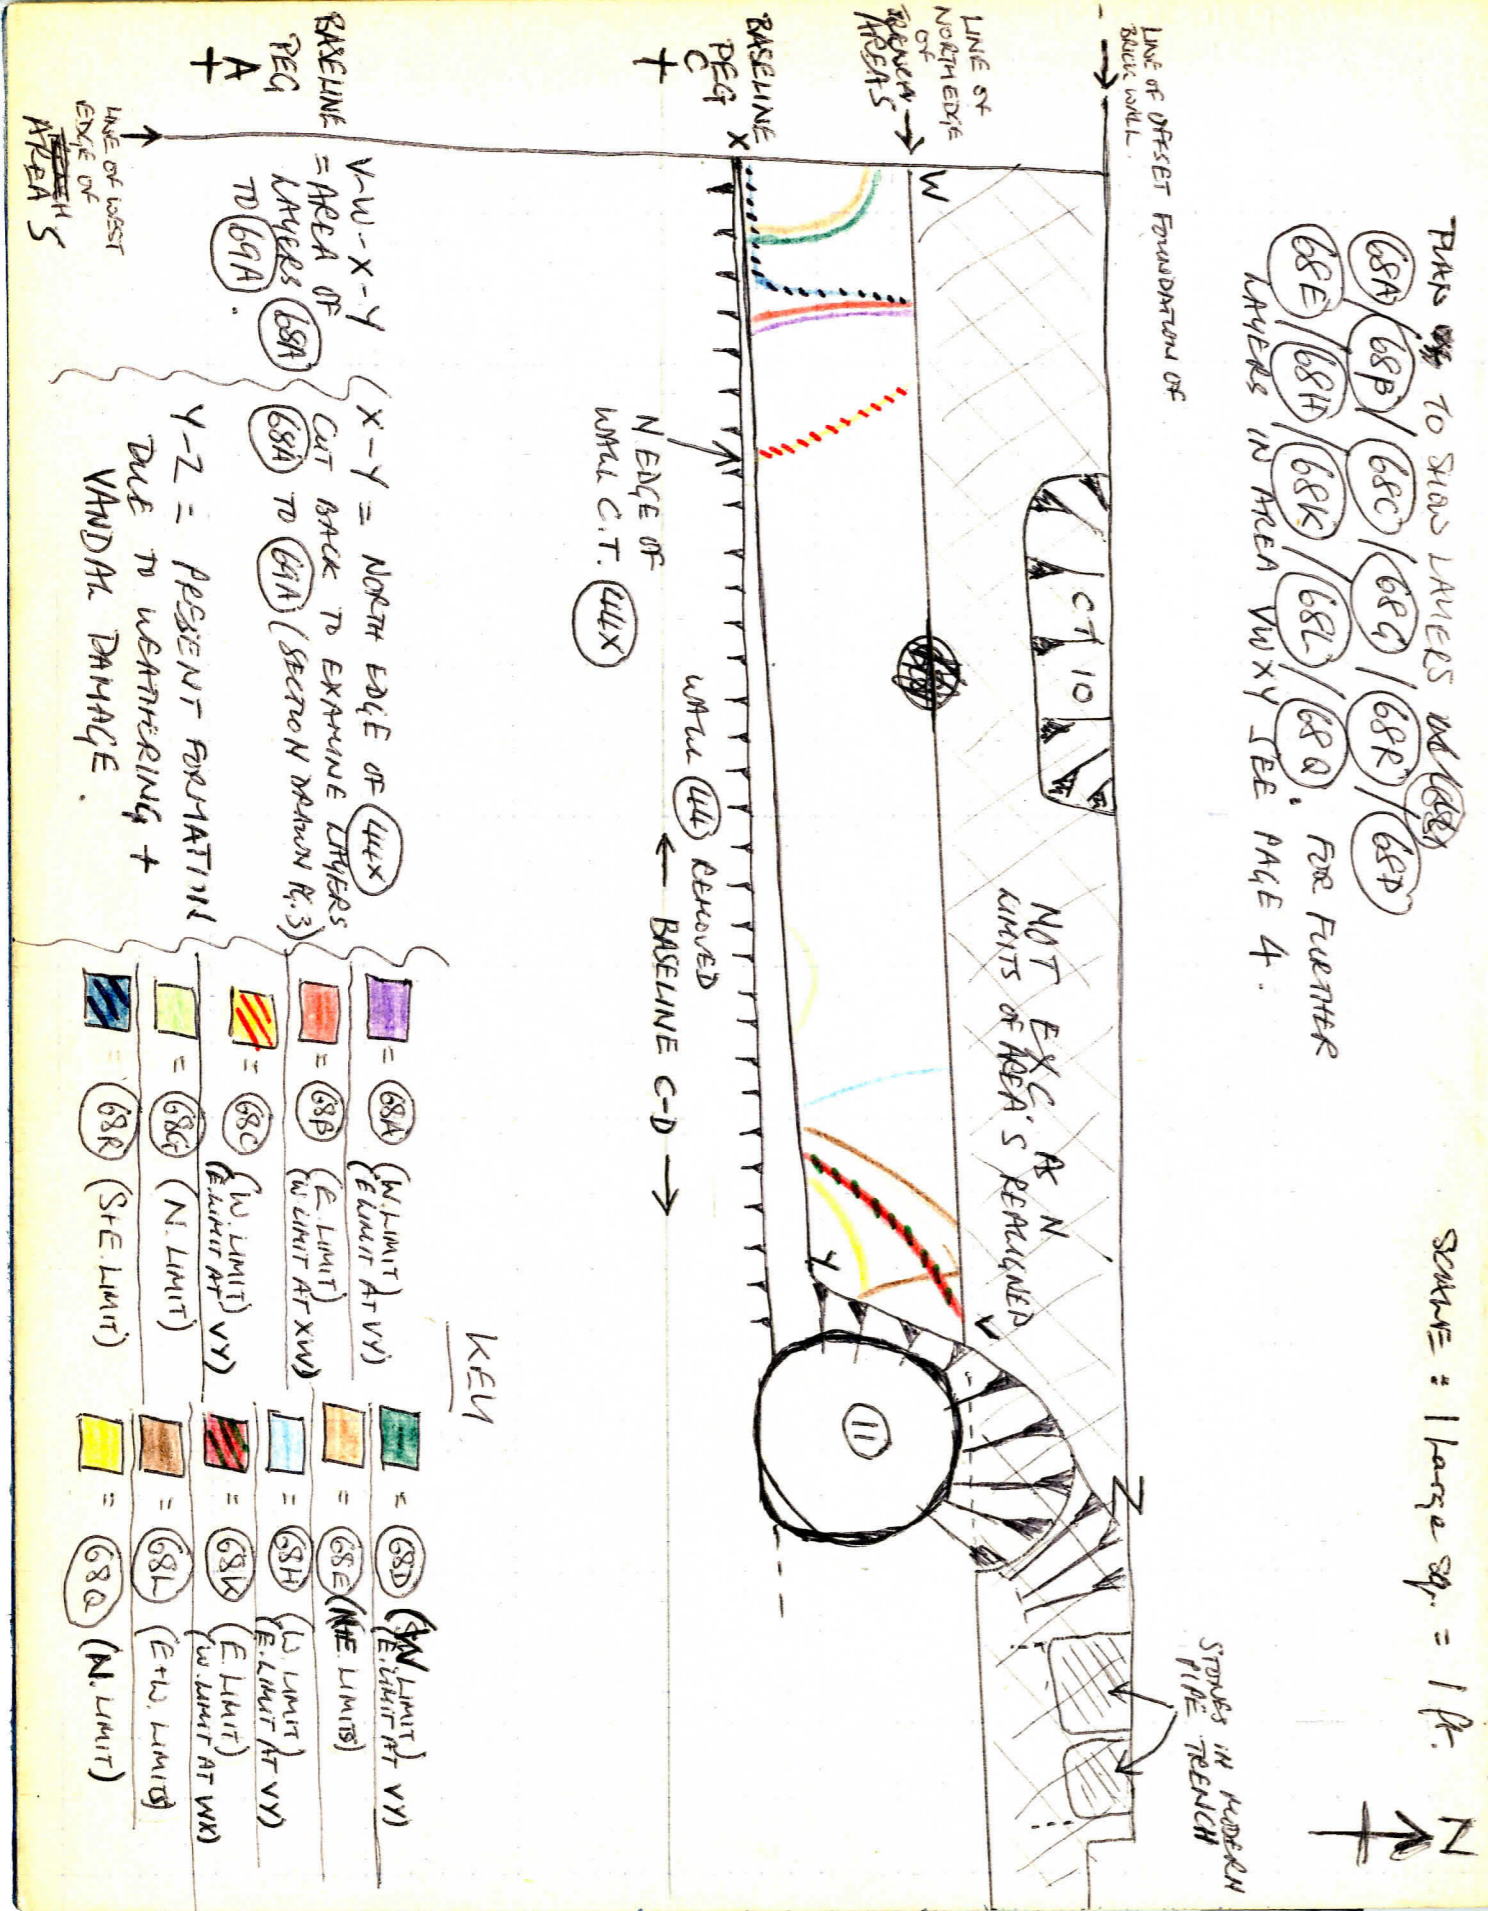 PLAN TO SHOW LAYERS
68A / 68B / 68C / 68G / 68R / 68D
68E / 68H / 68K / 68L / 68Q. FOR FURTHER
LAYERS IN AREA VWXY SEE PAGE 4.
SCALE : 1 Large sq. = 1 ft.
N
LINE OF OFFSET FOUNDATION OF
BRICK WALL.
LINE OF
NORTH EDGE
OF
AREAS
BASELINE
PEG
C
+
BASELINE
PEG
A
+
LINE OF WEST
EDGE OF
AREA S
X
W
CT 10
NOT EXC AS N
LIMITS OF AREA'S REALIGNED
V
Y
Z
11
STONES IN MODERN
PIPE TRENCH
N. EDGE OF
WALL C.T. 44X
WALL 44 REMOVED
← BASELINE C-D →
V-W-X-Y
= AREA OF
LAYERS 68A
TO 69A.
X-Y = NORTH EDGE OF 44X
CUT BACK TO EXAMINE LAYERS
68A TO 69A (SECTION DRAWN PG.3)
Y-Z = PRESENT FORMATION
DUE TO WEATHERING +
VANDAL DAMAGE.
KEY
= 68A (W. LIMIT)
(E LIMIT AT VY)
= 68B (E. LIMIT)
(W LIMIT AT XW)
= 68C (W. LIMIT)
(E. LIMIT AT VY)
= 68G (N. LIMIT)
= 68R (S+E. LIMIT)
= 68D (W LIMIT)
(E. LIMIT AT VY)
= 68E (N+E. LIMITS)
= 68H (W. LIMIT)
(E. LIMIT AT VY)
= 68K (E. LIMIT)
(W. LIMIT AT WX)
= 68L (E+W. LIMITS)
= 68Q (N. LIMIT)